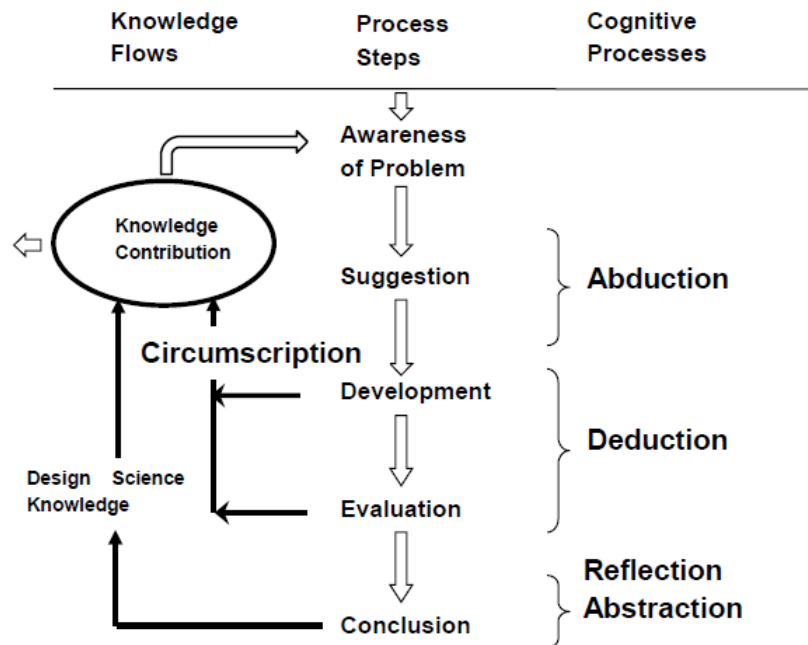 Knowledge
Flows
Process
Steps
Cognitive
Processes
Awareness
of Problem
Knowledge
Contribution
Suggestion
Abduction
Circumscription
Development
Deduction
Design Science
Knowledge
Evaluation
Reflection
Abstraction
Conclusion